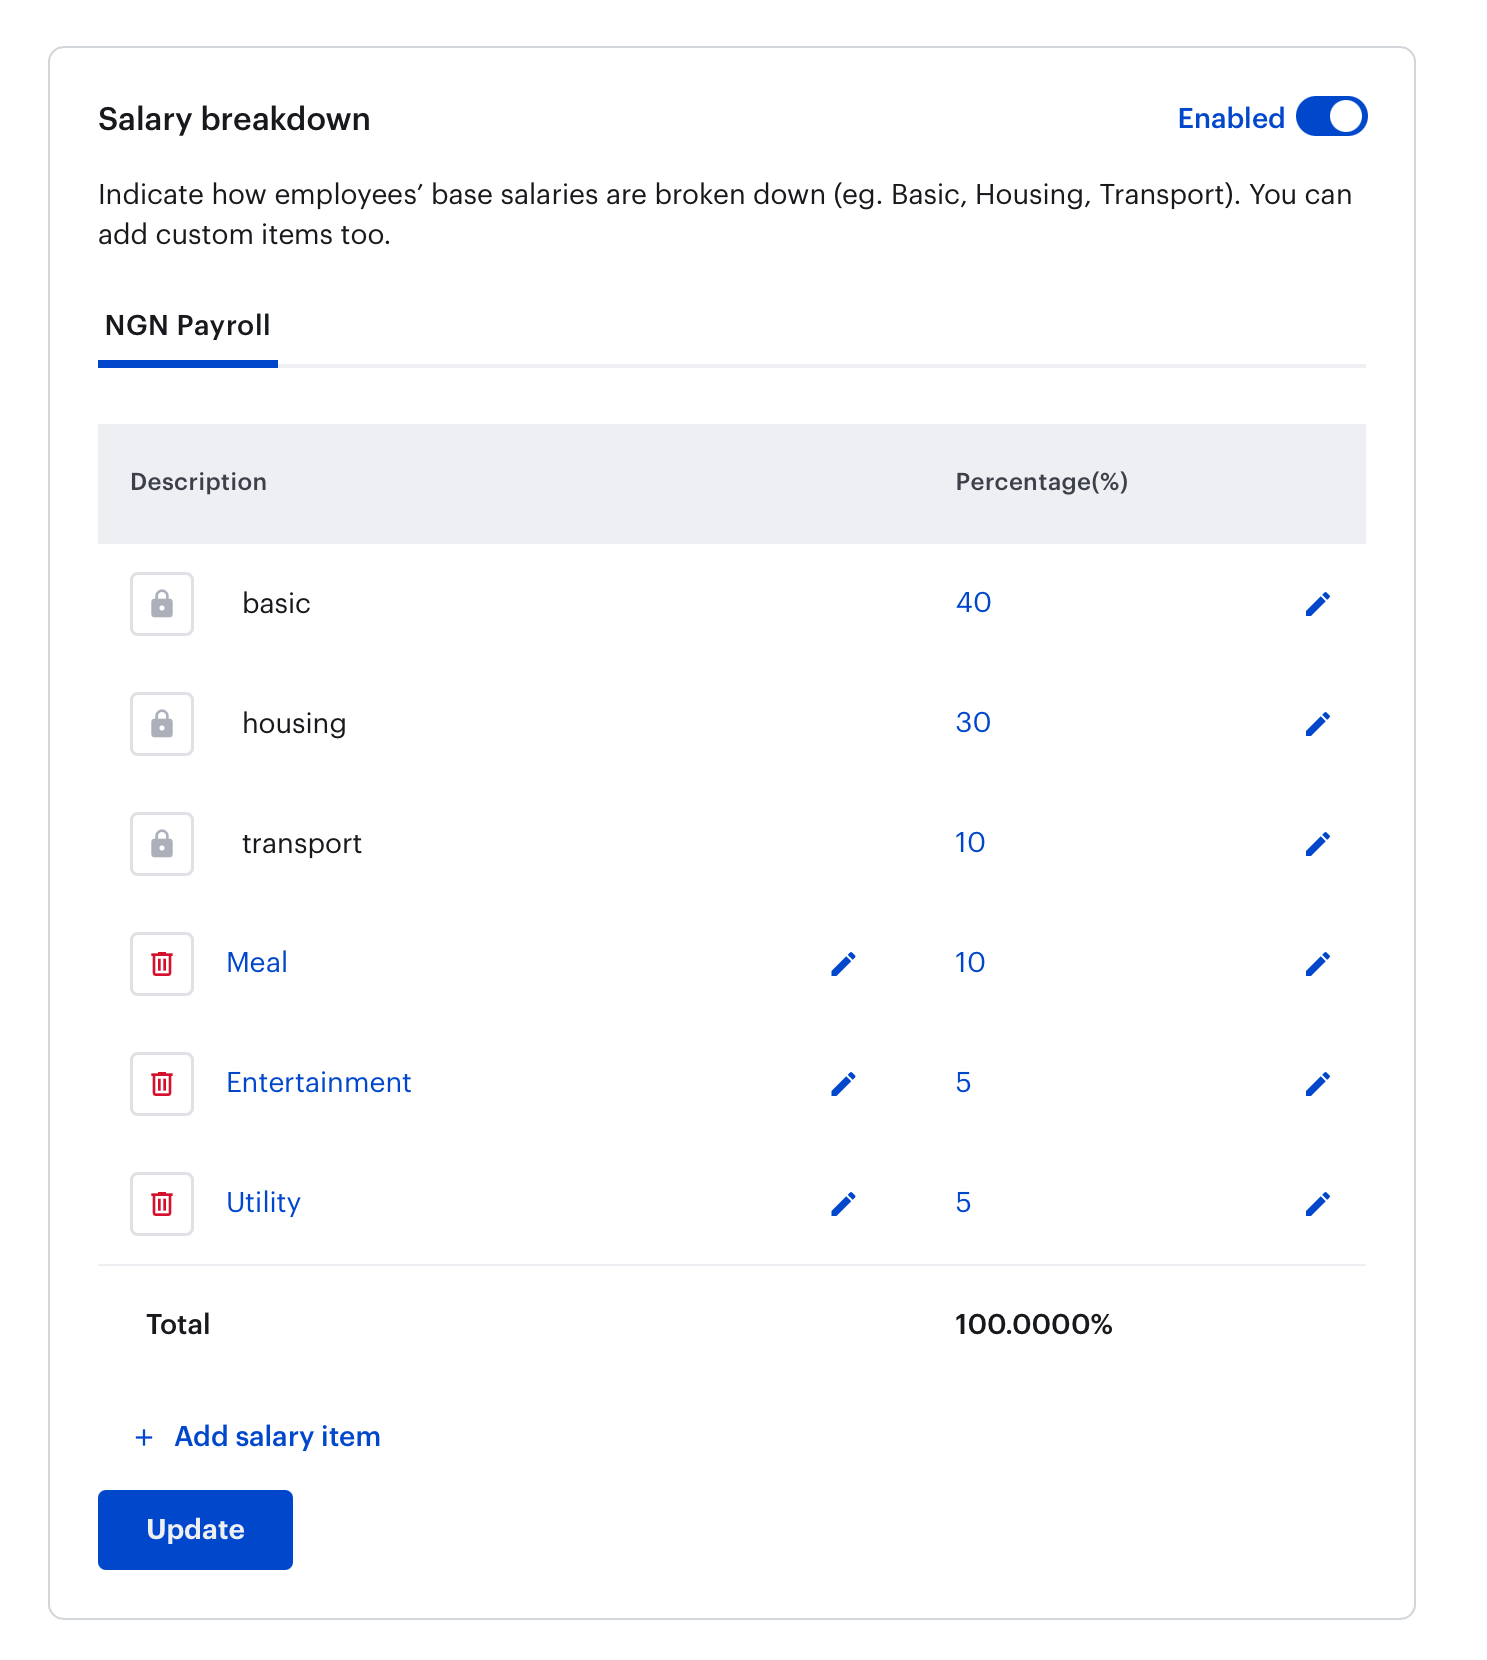 Salary breakdown
Enabled
Indicate how employees’ base salaries are broken down (eg. Basic, Housing, Transport). You can
add custom items too.
NGN Payroll
Description Percentage(%)
basic 40
housing 30
transport 10
Meal 10
Entertainment 5
Utility 5
Total 100.0000%
+ Add salary item
Update